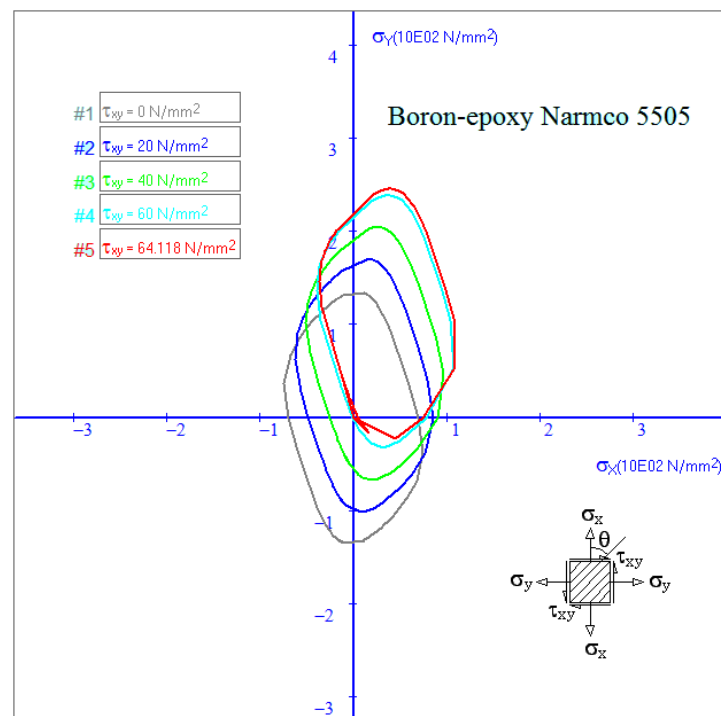 σY(10E02 N/mm²)
4
Boron-epoxy Narmco 5505
#1 τxy = 0 N/mm²
#2 τxy = 20 N/mm²
#3 τxy = 40 N/mm²
#4 τxy = 60 N/mm²
#5 τxy = 64.118 N/mm²
3
2
1
−3 −2 −1 1 2 3
σX(10E02 N/mm²)
−1
−2
−3
σx
θ
τxy
σy σy
τxy
σx